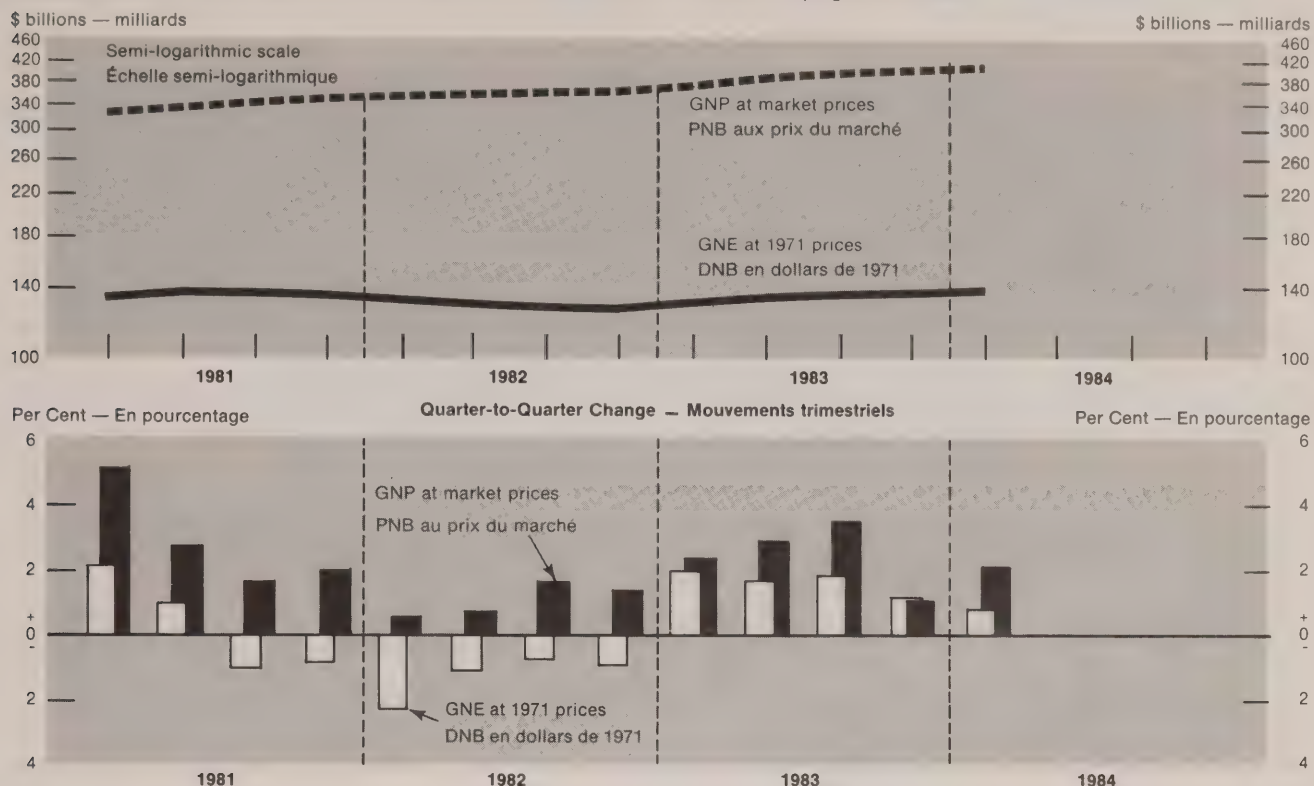 $ billions — milliards
$ billions — milliards
Semi-logarithmic scale
Échelle semi-logarithmique
460
420
380
340
300
260
220
180
140
100
460
420
380
340
300
260
220
180
140
100
GNP at market prices
PNB aux prix du marché
GNE at 1971 prices
DNB en dollars de 1971
1981
1982
1983
1984
Per Cent — En pourcentage
Quarter-to-Quarter Change – Mouvements trimestriels
Per Cent — En pourcentage
6
4
2
+
0
-
2
4
6
4
2
+
0
-
2
4
GNP at market prices
PNB au prix du marché
GNE at 1971 prices
DNB en dollars de 1971
1981
1982
1983
1984